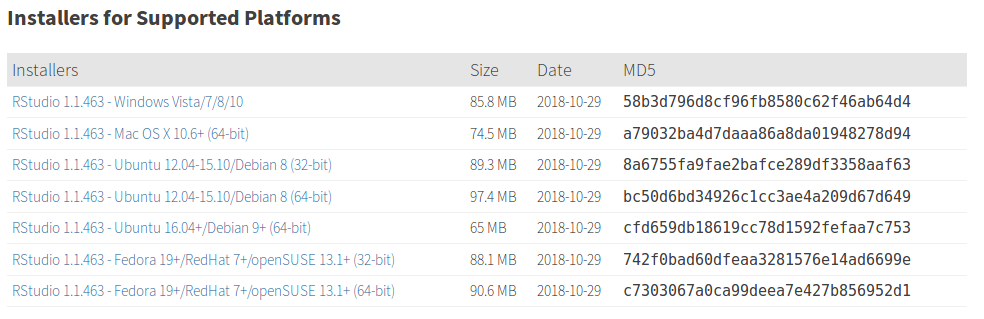 Installers for Supported Platforms
Installers Size Date MD5
RStudio 1.1.463 - Windows Vista/7/8/10 85.8 MB 2018-10-29 58b3d796d8cf96fb8580c62f46ab64d4
RStudio 1.1.463 - Mac OS X 10.6+ (64-bit) 74.5 MB 2018-10-29 a79032ba4d7daaa86a8da01948278d94
RStudio 1.1.463 - Ubuntu 12.04-15.10/Debian 8 (32-bit) 89.3 MB 2018-10-29 8a6755fa9fae2bafce289df3358aaf63
RStudio 1.1.463 - Ubuntu 12.04-15.10/Debian 8 (64-bit) 97.4 MB 2018-10-29 bc50d6bd34926c1cc3ae4a209d67d649
RStudio 1.1.463 - Ubuntu 16.04+/Debian 9+ (64-bit) 65 MB 2018-10-29 cfd659db18619cc78d1592fefaa7c753
RStudio 1.1.463 - Fedora 19+/RedHat 7+/openSUSE 13.1+ (32-bit) 88.1 MB 2018-10-29 742f0bad60dfeaa3281576e14ad6699e
RStudio 1.1.463 - Fedora 19+/RedHat 7+/openSUSE 13.1+ (64-bit) 90.6 MB 2018-10-29 c7303067a0ca99deea7e427b856952d1